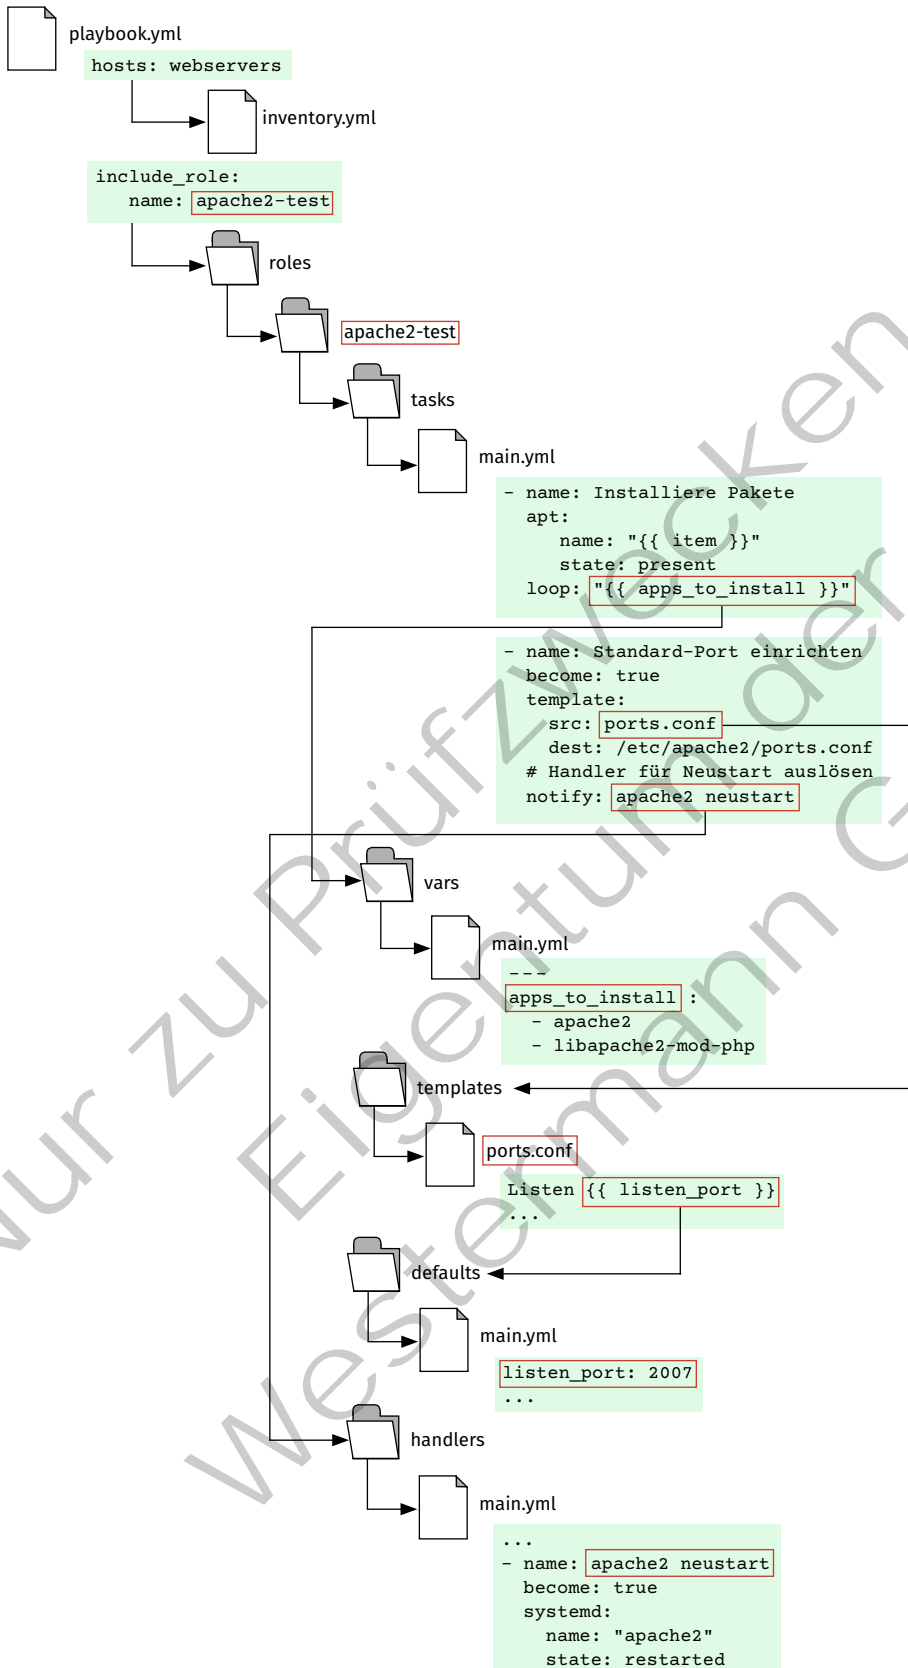 playbook.yml
hosts: webservers
inventory.yml
include_role:
name: apache2-test
roles
apache2-test
tasks
main.yml
- name: Installiere Pakete
apt:
name: "{{ item }}"
state: present
loop: "{{ apps_to_install }}"
- name: Standard-Port einrichten
become: true
template:
src: ports.conf
dest: /etc/apache2/ports.conf
# Handler für Neustart auslösen
notify: apache2 neustart
vars
main.yml
---
apps_to_install :
- apache2
- libapache2-mod-php
templates
ports.conf
Listen {{ listen_port }}
...
defaults
main.yml
listen_port: 2007
...
handlers
main.yml
...
- name: apache2 neustart
become: true
systemd:
name: "apache2"
state: restarted
Nur zu Prüfzwecken
Eigentum der
Westermann G